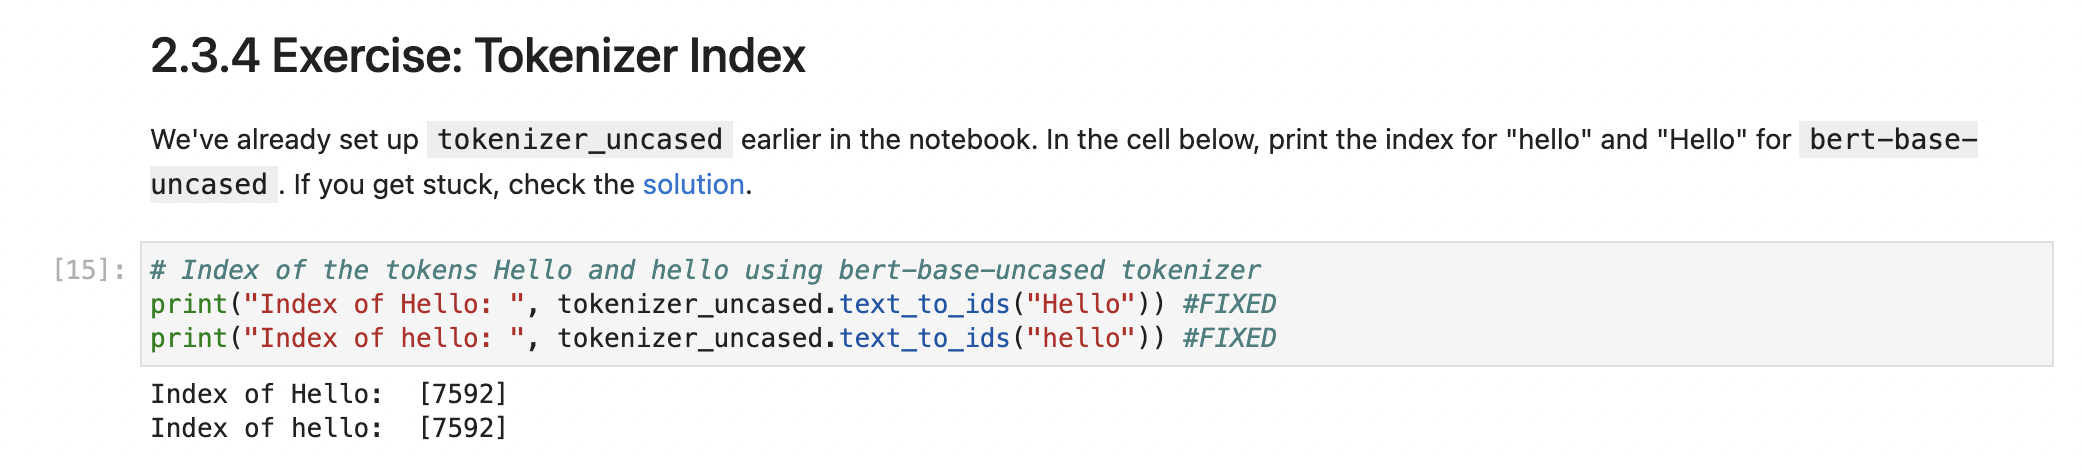 2.3.4 Exercise: Tokenizer Index
We've already set up tokenizer_uncased earlier in the notebook. In the cell below, print the index for "hello" and "Hello" for bert-base-
uncased . If you get stuck, check the solution.
[15]: # Index of the tokens Hello and hello using bert-base-uncased tokenizer
print("Index of Hello: ", tokenizer_uncased.text_to_ids("Hello")) #FIXED
print("Index of hello: ", tokenizer_uncased.text_to_ids("hello")) #FIXED
Index of Hello:  [7592]
Index of hello:  [7592]